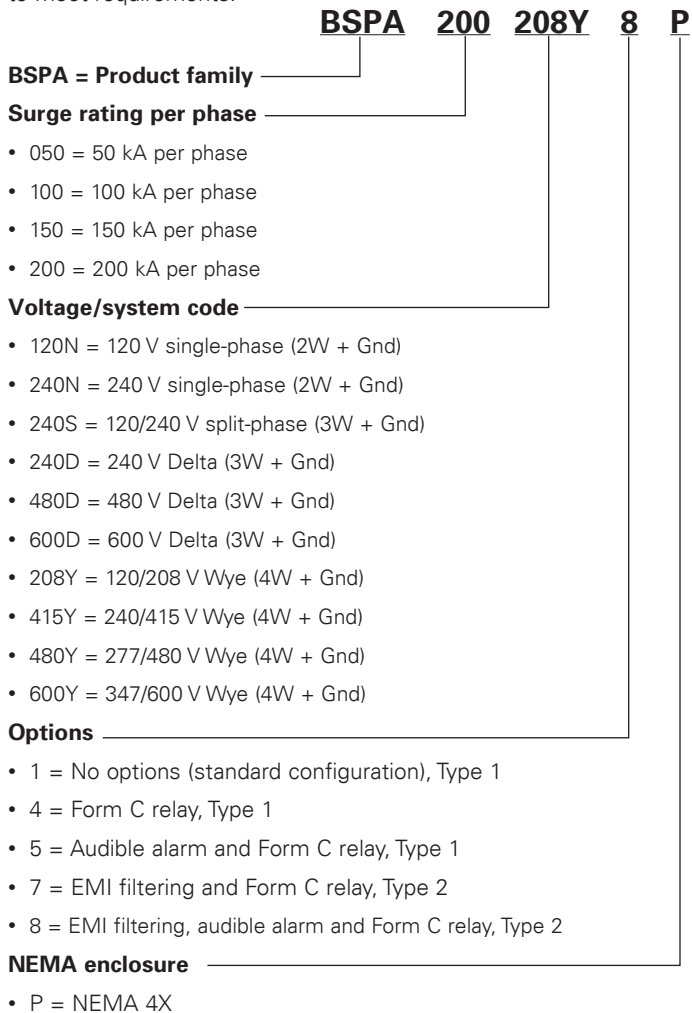 to meet requirements.
BSPA 200 208Y 8 P
BSPA = Product family
Surge rating per phase
• 050 = 50 kA per phase
• 100 = 100 kA per phase
• 150 = 150 kA per phase
• 200 = 200 kA per phase
Voltage/system code
• 120N = 120 V single-phase (2W + Gnd)
• 240N = 240 V single-phase (2W + Gnd)
• 240S = 120/240 V split-phase (3W + Gnd)
• 240D = 240 V Delta (3W + Gnd)
• 480D = 480 V Delta (3W + Gnd)
• 600D = 600 V Delta (3W + Gnd)
• 208Y = 120/208 V Wye (4W + Gnd)
• 415Y = 240/415 V Wye (4W + Gnd)
• 480Y = 277/480 V Wye (4W + Gnd)
• 600Y = 347/600 V Wye (4W + Gnd)
Options
• 1 = No options (standard configuration), Type 1
• 4 = Form C relay, Type 1
• 5 = Audible alarm and Form C relay, Type 1
• 7 = EMI filtering and Form C relay, Type 2
• 8 = EMI filtering, audible alarm and Form C relay, Type 2
NEMA enclosure
• P = NEMA 4X